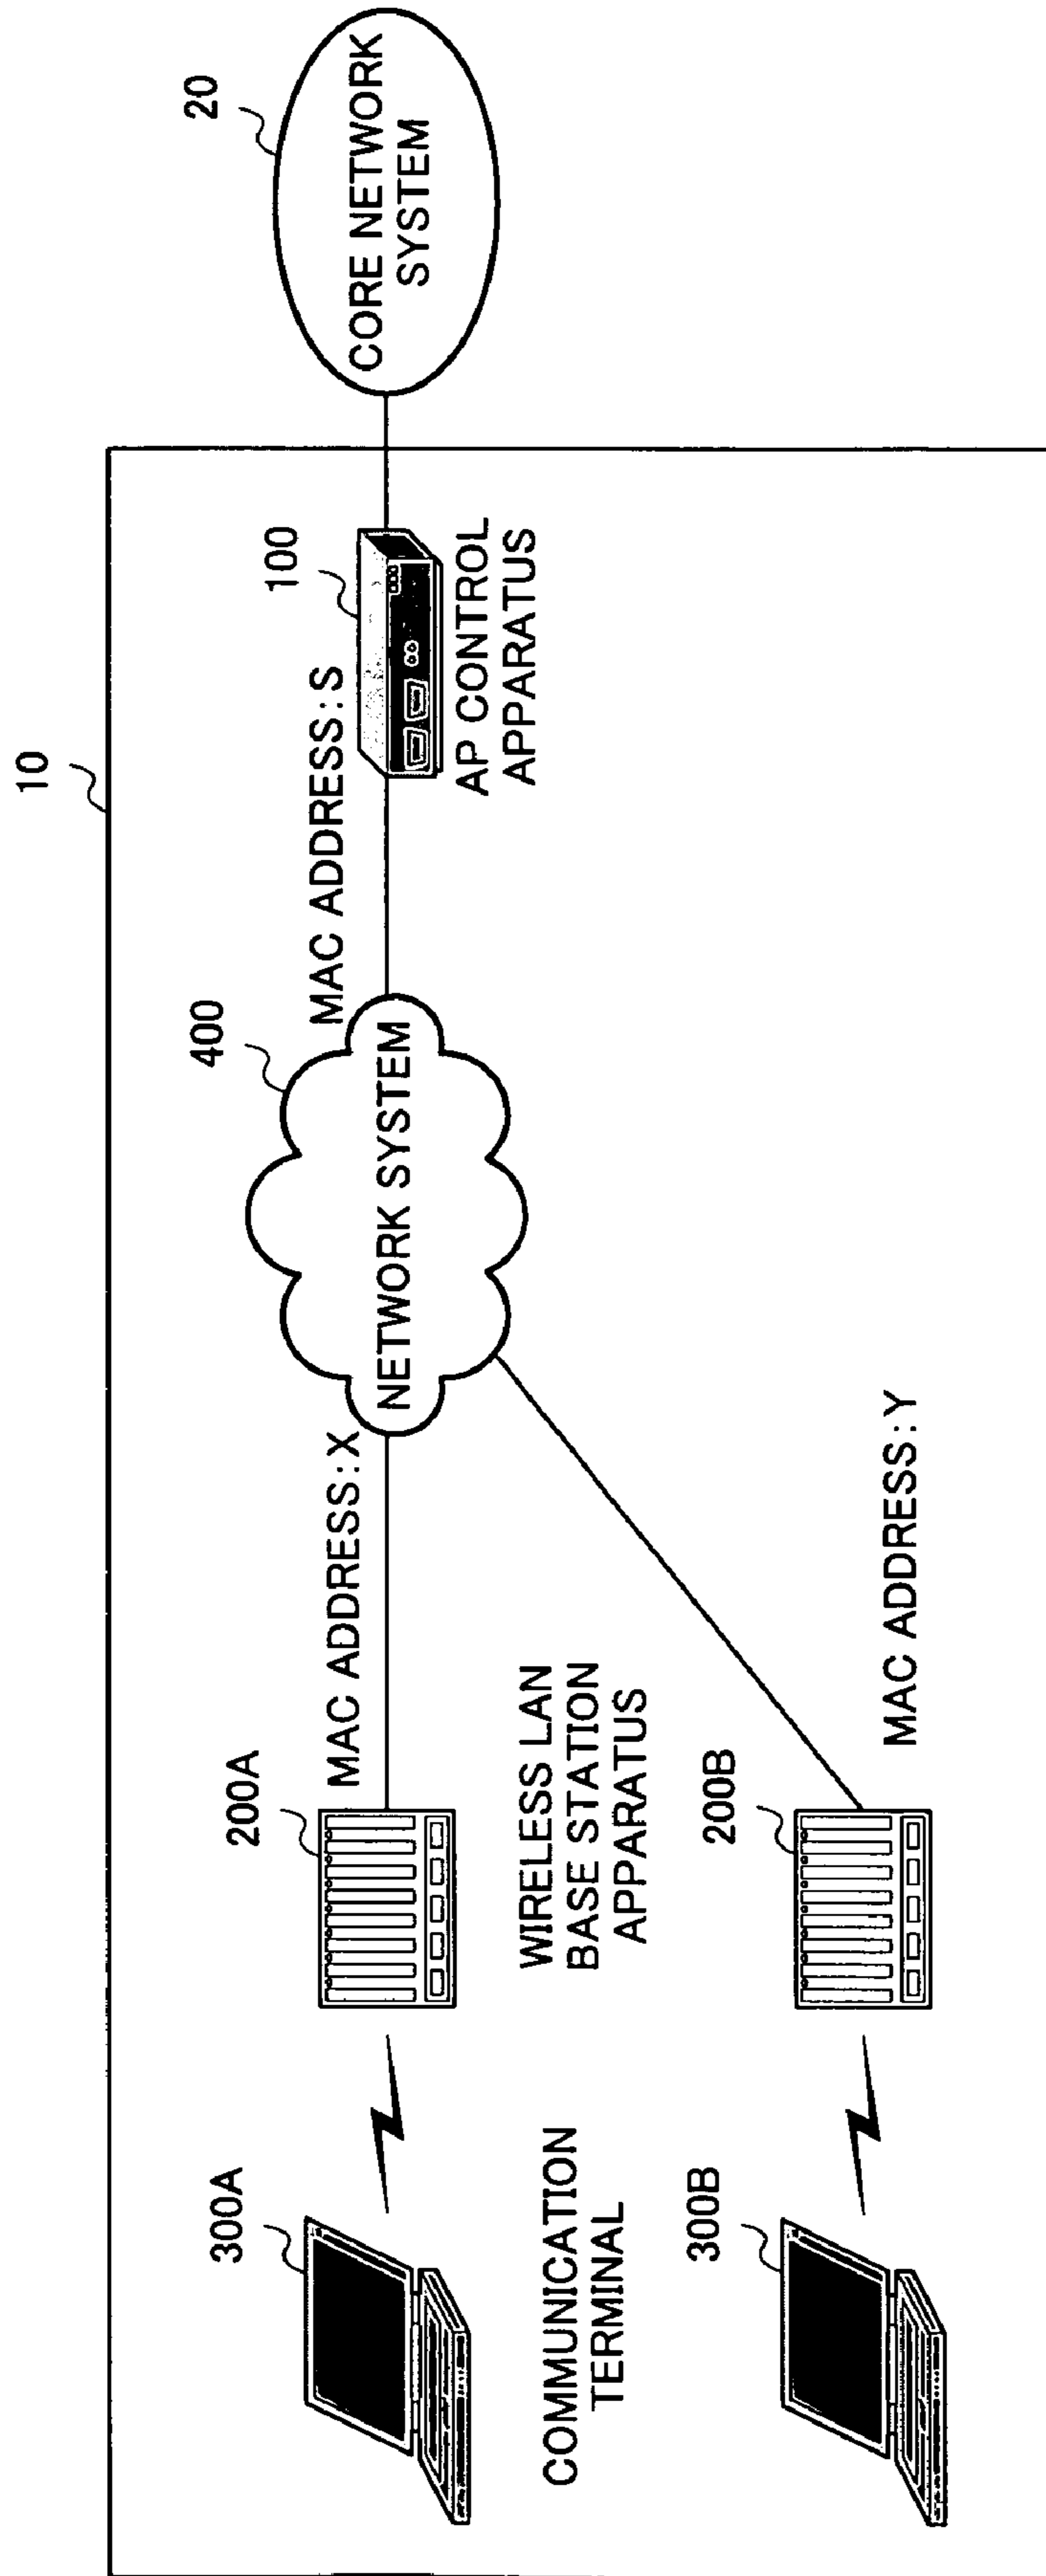 10
20
CORE NETWORK
SYSTEM
100
MAC ADDRESS:S
AP CONTROL
APPARATUS
400
NETWORK SYSTEM
MAC ADDRESS:X
200A
WIRELESS LAN
BASE STATION
APPARATUS
200B
MAC ADDRESS:Y
300A
COMMUNICATION
TERMINAL
300B